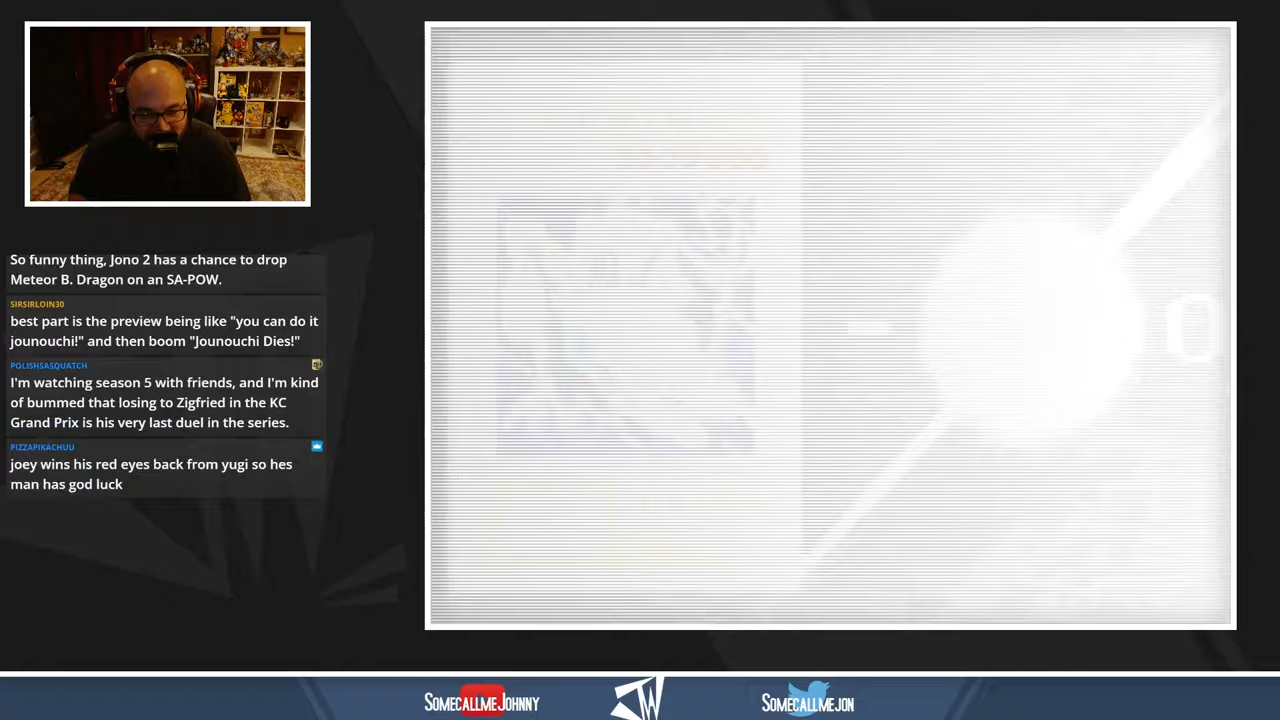 So funny thing, Jono 2 has a chance to drop
Meteor B. Dragon on an SA-POW.
SIRSIRLOIN30
best part is the preview being like "you can do it
jounouchi!" and then boom "Jounouchi Dies!"
POLISHSASQUATCH
I'm watching season 5 with friends, and I'm kind
of bummed that losing to Zigfried in the KC
Grand Prix is his very last duel in the series.
PIZZAPIKACHUU
joey wins his red eyes back from yugi so hes
man has god luck
SOMECALLMEJOHNNY
SOMECALLMEJON